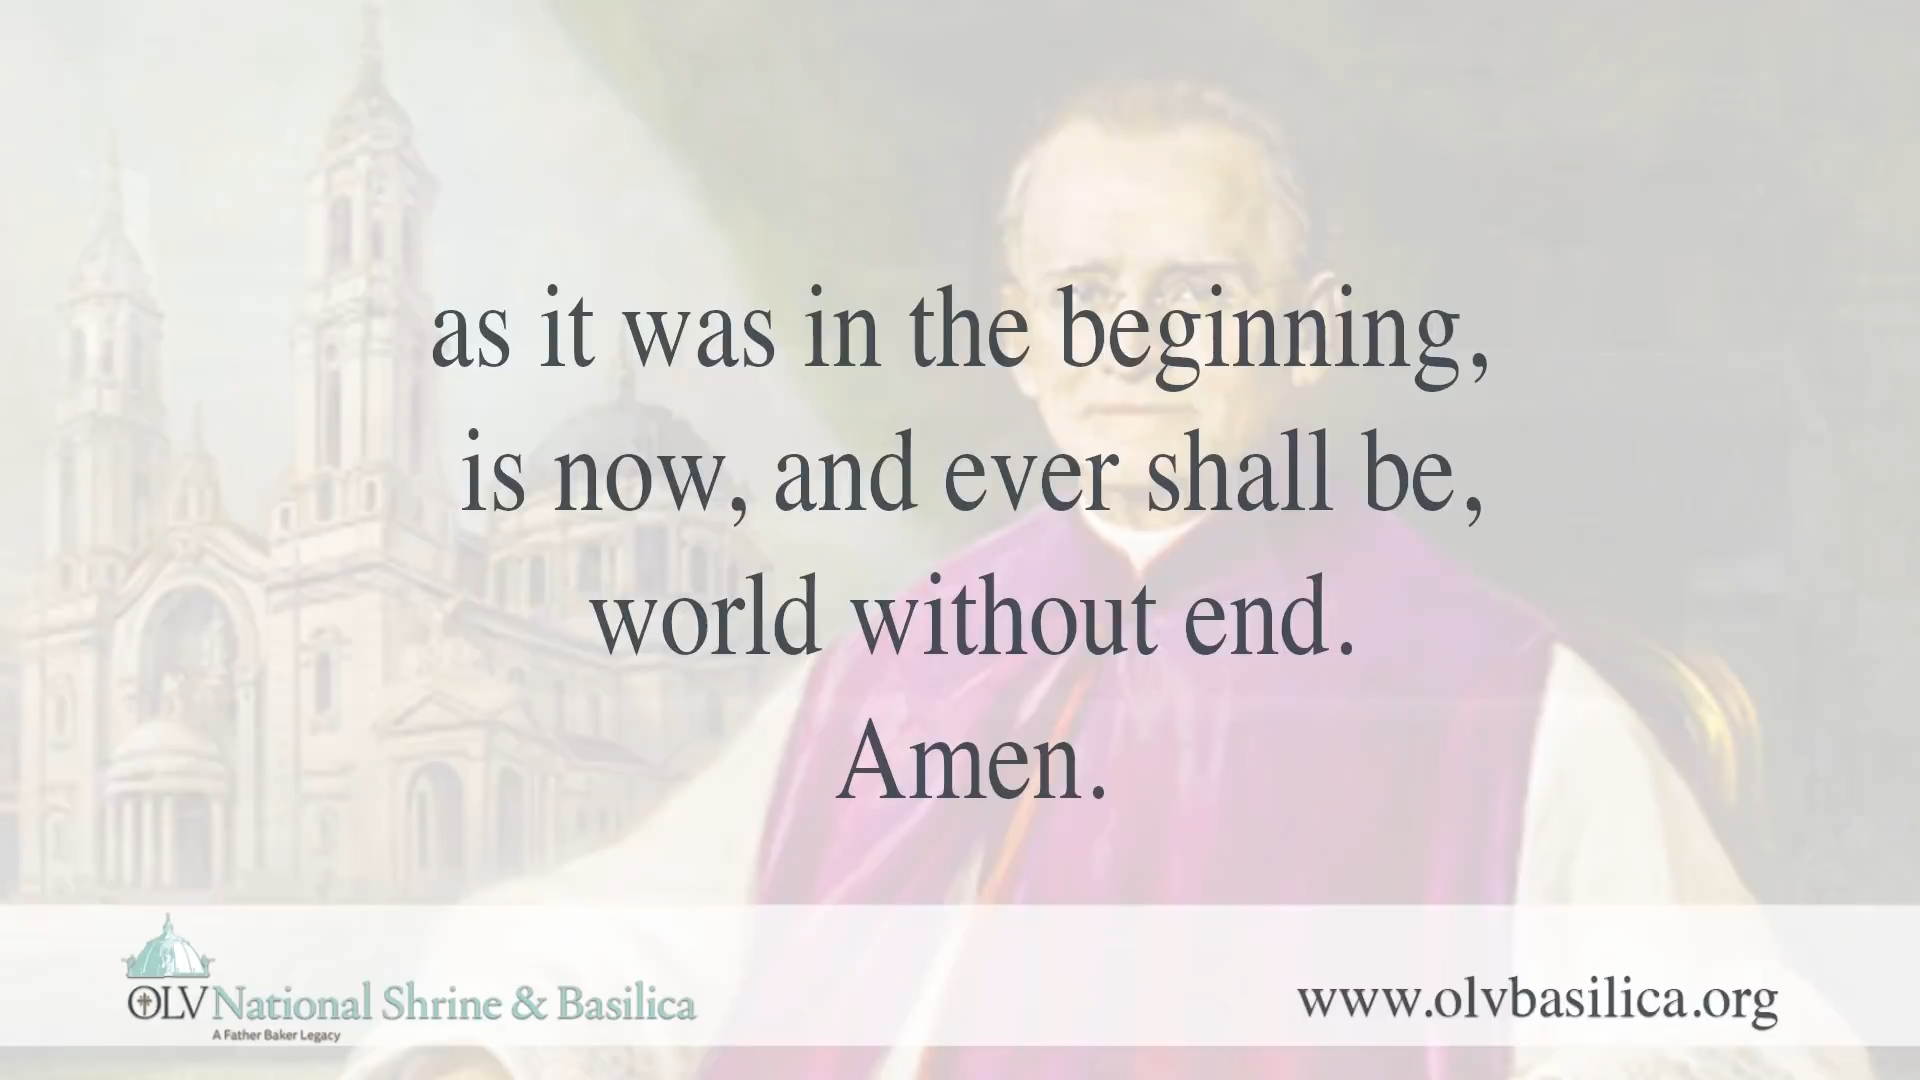 as it was in the beginning,
is now, and ever shall be,
world without end.
Amen.
OLV National Shrine & Basilica
A Father Baker Legacy
www.olvbasilica.org